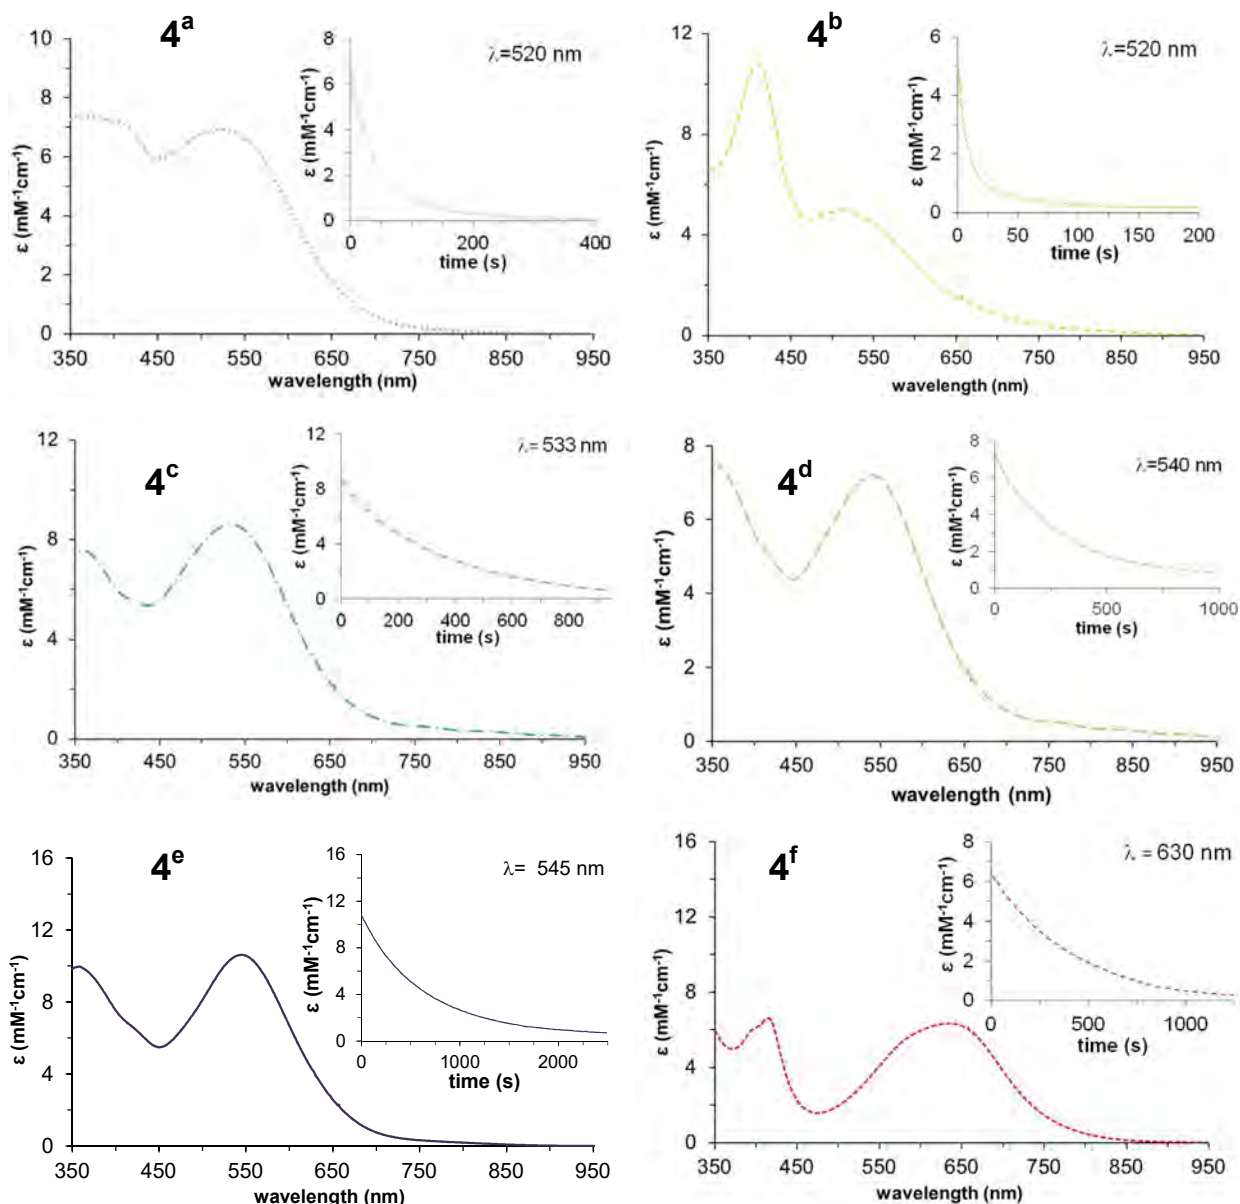 4a
λ=520 nm
ε (mM-1cm-1)
10
8
6
4
2
0
350 450 550 650 750 850 950
wavelength (nm)
ε (mM-1cm-1)
8
6
4
2
0
0 200 400
time (s)
4b
λ=520 nm
ε (mM-1cm-1)
12
8
4
0
350 450 550 650 750 850 950
wavelength (nm)
ε (mM-1cm-1)
6
4
2
0
0 50 100 150 200
time (s)
4c
λ= 533 nm
ε (mM-1cm-1)
12
8
4
0
350 450 550 650 750 850 950
wavelength (nm)
ε (mM-1cm-1)
12
8
4
0
0 200 400 600 800
time (s)
4d
λ=540 nm
ε (mM-1cm-1)
8
6
4
2
0
350 450 550 650 750 850 950
wavelength (nm)
ε (mM-1cm-1)
8
6
4
2
0
0 500 1000
time (s)
4e
λ= 545 nm
ε (mM-1cm-1)
16
12
8
4
0
350 450 550 650 750 850 950
wavelength (nm)
ε (mM-1cm-1)
16
12
8
4
0
0 1000 2000
time (s)
4f
λ = 630 nm
ε (mM-1cm-1)
16
12
8
4
0
350 450 550 650 750 850 950
wavelength (nm)
ε (mM-1cm-1)
8
6
4
2
0
0 500 1000
time (s)